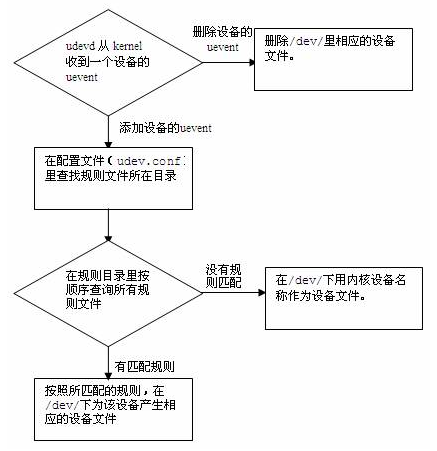 udevd 从 kernel
收到一个设备的
uevent
删除设备的
uevent
删除/dev/里相应的设备
文件。
添加设备的uevent
在配置文件( udev.conf)
里查找规则文件所在目录
在规则目录里按
顺序查询所有规
则文件
没有规
则匹配
在/dev/下用内核设备名
称作为设备文件。
有匹配规则
按照所匹配的规则,在
/dev/下为该设备产生相
应的设备文件